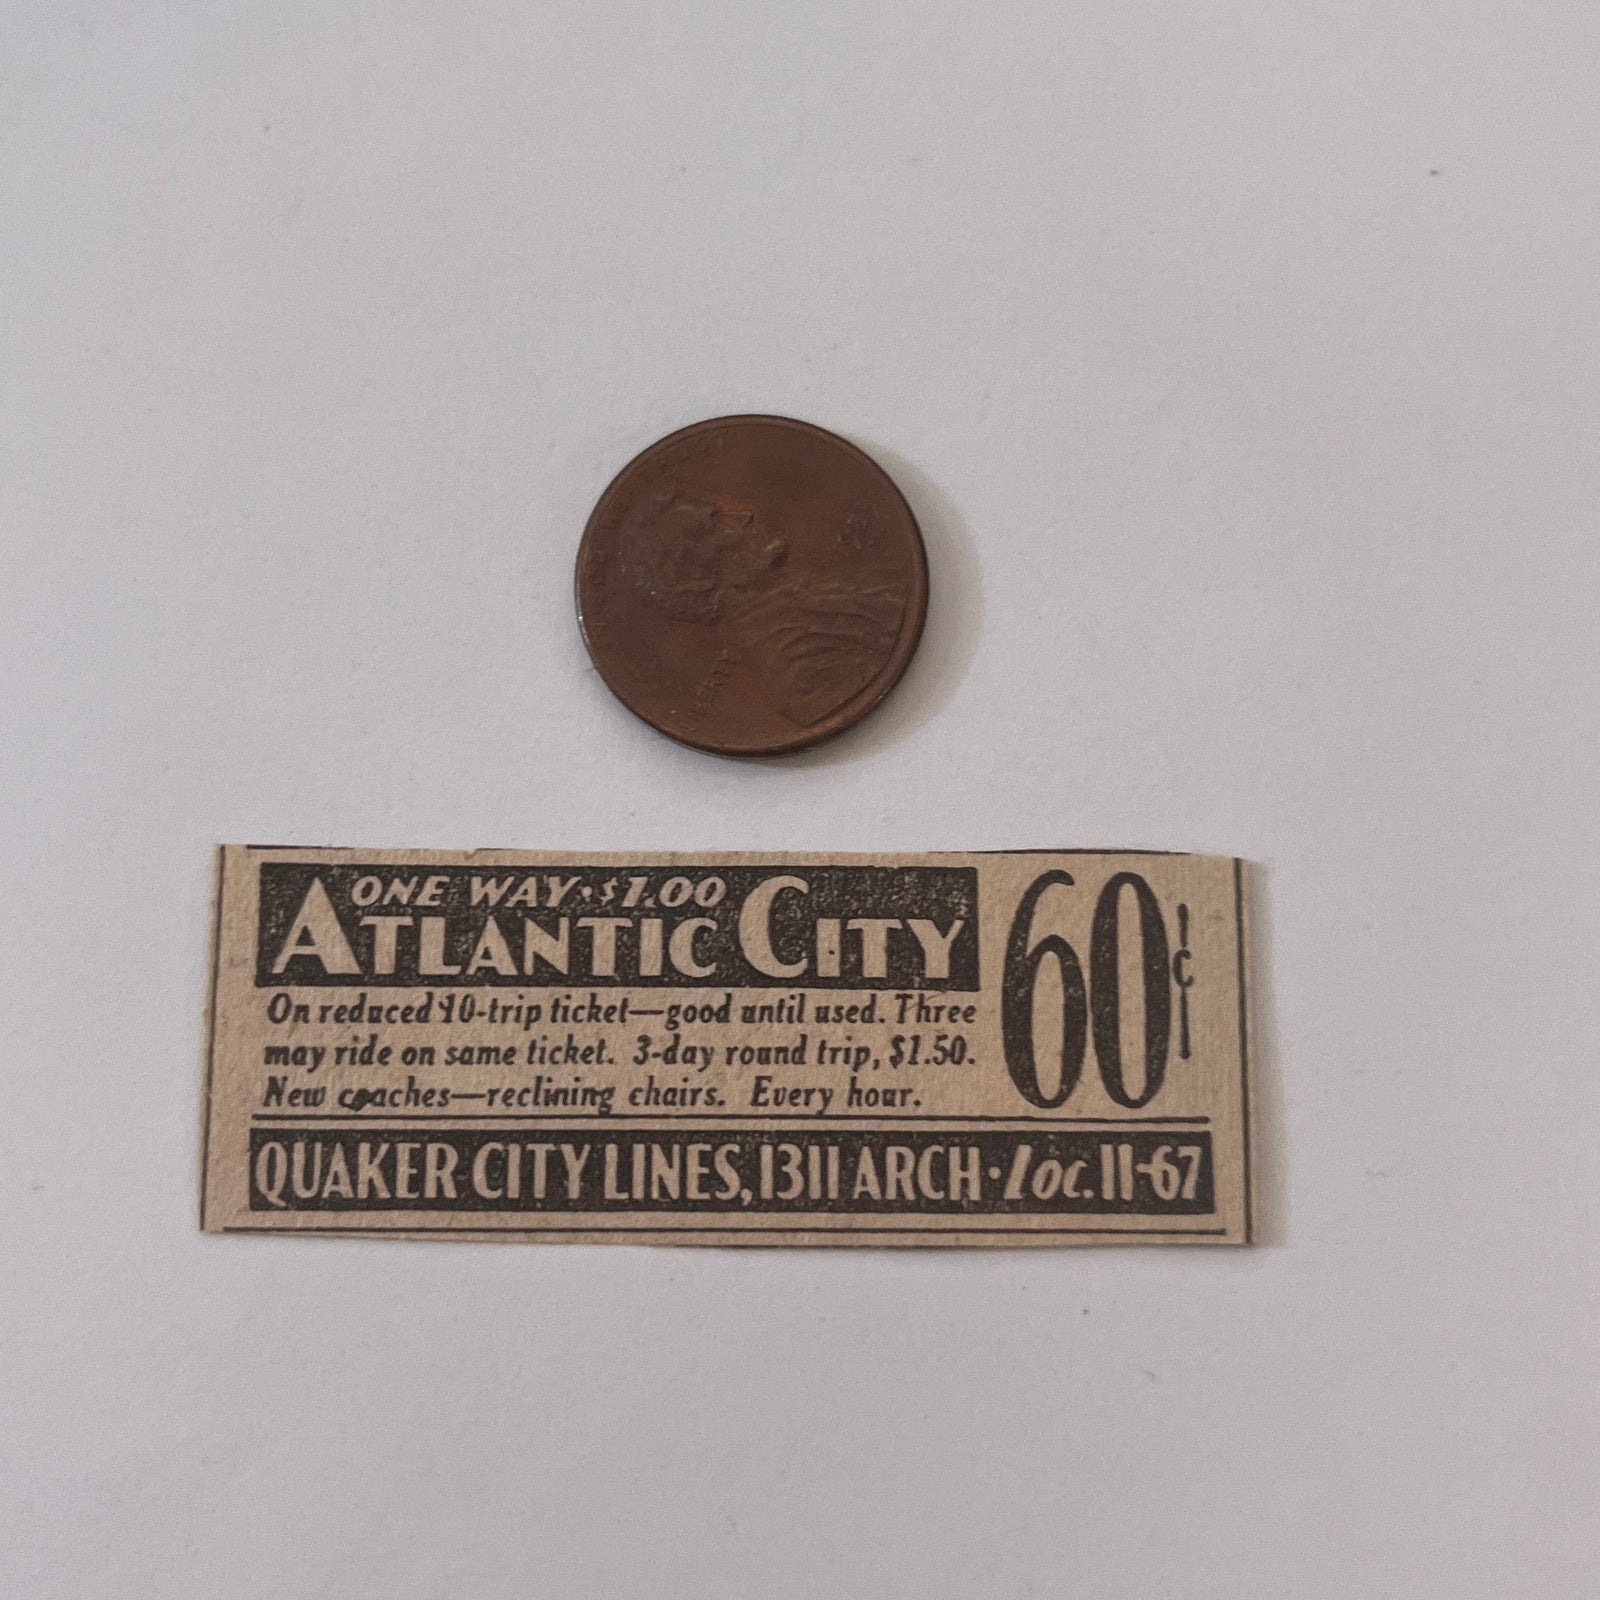 LIBERTY
ONE WAY·$1.00
ATLANTIC CITY
60c
On reduced 10-trip ticket—good until used. Three
may ride on same ticket. 3-day round trip, $1.50.
New coaches—reclining chairs. Every hour.
QUAKER CITY LINES, 1311 ARCH·Loc. 11-67